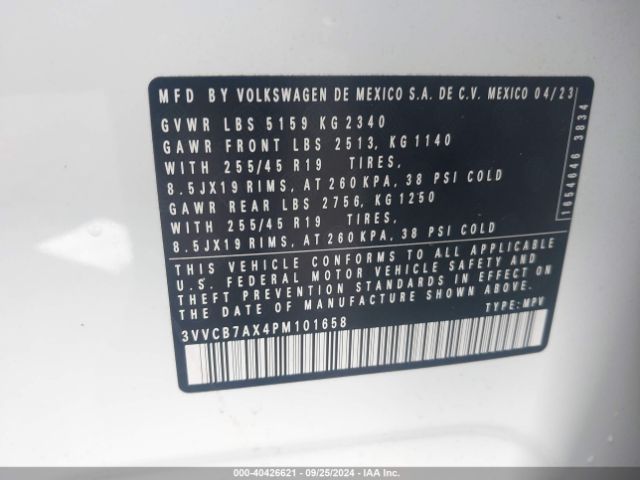 MFD BY VOLKSWAGEN DE MEXICO S.A. DE C.V. MEXICO 04/23
GVWR LBS 5159 KG 2340
GAWR FRONT LBS 2513, KG 1140
WITH 255/45 R19 TIRES,
8.5JX19 RIMS, AT 260 KPA, 38 PSI COLD
GAWR REAR LBS 2756, KG 1250
WITH 255/45 R19 TIRES,
8.5JX19 RIMS, AT 260 KPA, 38 PSI COLD
THIS VEHICLE CONFORMS TO ALL APPLICABLE
U.S. FEDERAL MOTOR VEHICLE SAFETY AND
THEFT PREVENTION STANDARDS IN EFFECT ON
THE DATE OF MANUFACTURE SHOWN ABOVE.
TYPE: MPV
3VVCB7AX4PM101658
1654646 3834
000-40426621 | 09/25/2024 | IAA Inc.